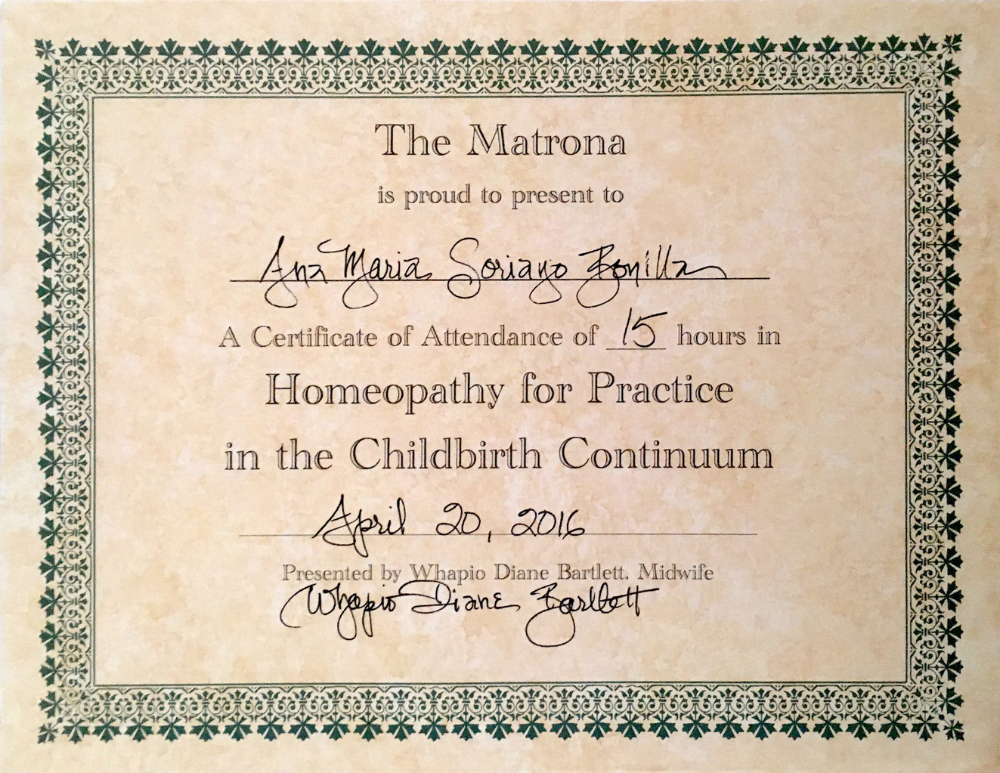 The Matrona
is proud to present to
Ana Maria Soriano Bonilla
A Certificate of Attendance of 15 hours in
Homeopathy for Practice
in the Childbirth Continuum
April 20, 2016
Presented by Whapio Diane Bartlett. Midwife
Whapio Diane Bartlett